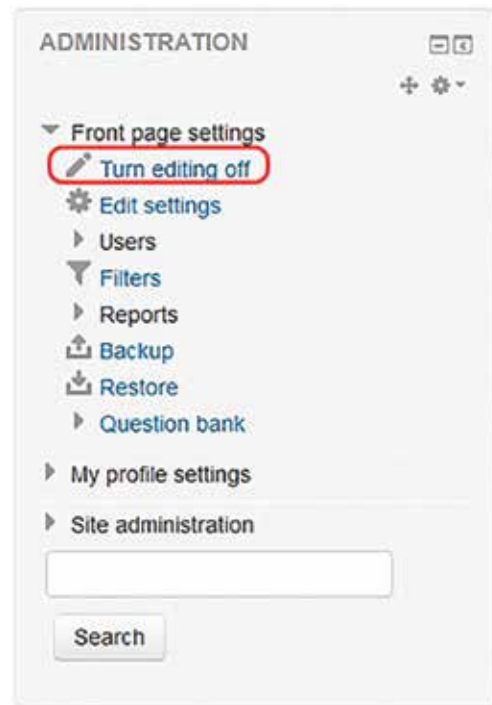 ADMINISTRATION
Front page settings
Turn editing off
Edit settings
Users
Filters
Reports
Backup
Restore
Question bank
My profile settings
Site administration
Search